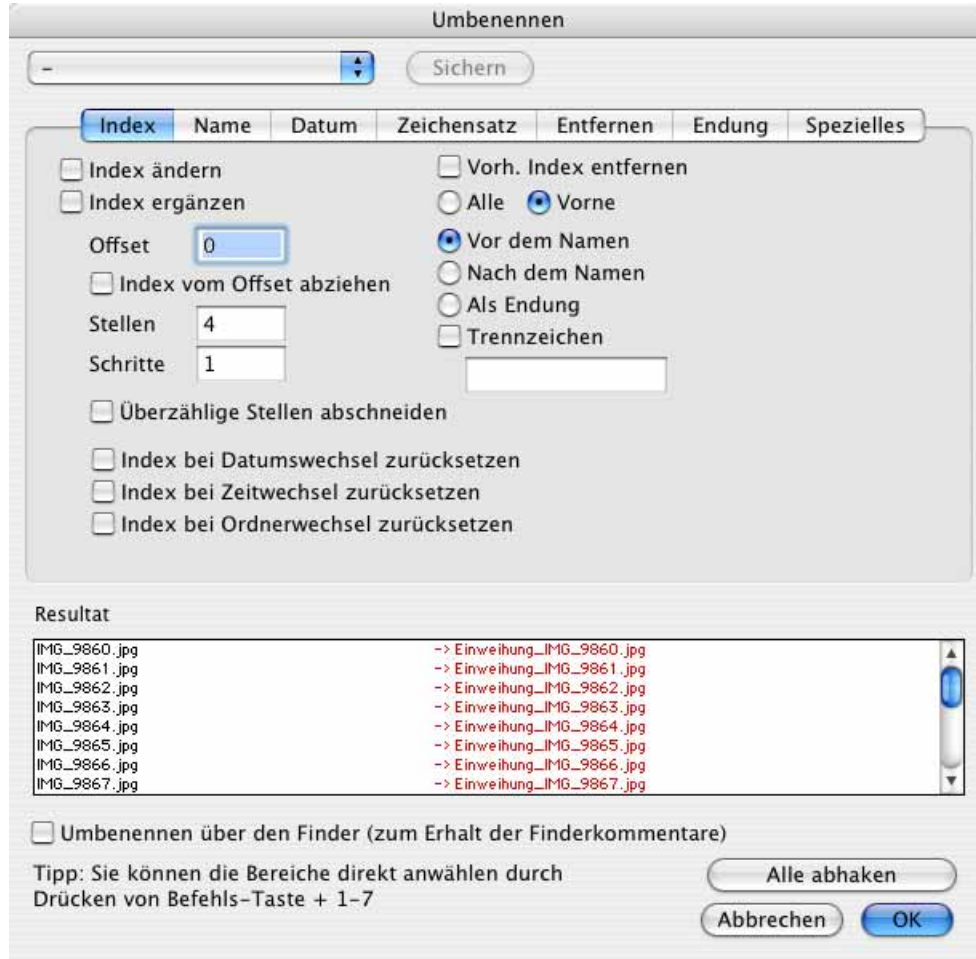 Umbenennen
– Sichern
Index Name Datum Zeichensatz Entfernen Endung Spezielles
Index ändern
Index ergänzen
Offset 0
Index vom Offset abziehen
Stellen 4
Schritte 1
Überzählige Stellen abschneiden
Index bei Datumswechsel zurücksetzen
Index bei Zeitwechsel zurücksetzen
Index bei Ordnerwechsel zurücksetzen
Vorh. Index entfernen
Alle Vorne
Vor dem Namen
Nach dem Namen
Als Endung
Trennzeichen
Resultat
IMG_9860.jpg -> Einweihung_IMG_9860.jpg
IMG_9861.jpg -> Einweihung_IMG_9861.jpg
IMG_9862.jpg -> Einweihung_IMG_9862.jpg
IMG_9863.jpg -> Einweihung_IMG_9863.jpg
IMG_9864.jpg -> Einweihung_IMG_9864.jpg
IMG_9865.jpg -> Einweihung_IMG_9865.jpg
IMG_9866.jpg -> Einweihung_IMG_9866.jpg
IMG_9867.jpg -> Einweihung_IMG_9867.jpg
Umbenennen über den Finder (zum Erhalt der Finderkommentare)
Tipp: Sie können die Bereiche direkt anwählen durch
Drücken von Befehls-Taste + 1-7
Alle abhaken
Abbrechen OK